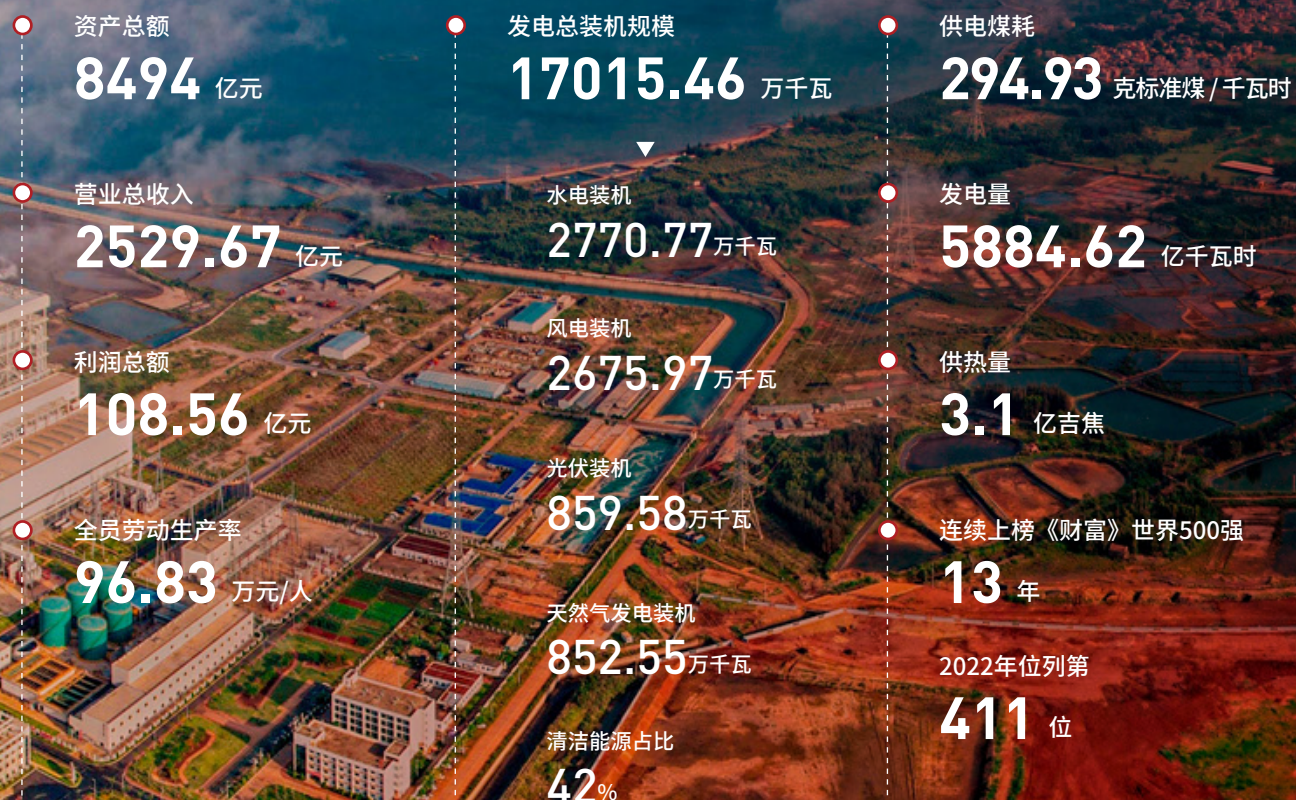 资产总额
8494 亿元
营业总收入
2529.67 亿元
利润总额
108.56 亿元
全员劳动生产率
96.83 万元/人
发电总装机规模
17015.46 万千瓦
水电装机
2770.77万千瓦
风电装机
2675.97万千瓦
光伏装机
859.58万千瓦
天然气发电装机
852.55万千瓦
清洁能源占比
42%
供电煤耗
294.93 克标准煤/千瓦时
发电量
5884.62 亿千瓦时
供热量
3.1 亿吉焦
连续上榜《财富》世界500强
13 年
2022年位列第
411 位